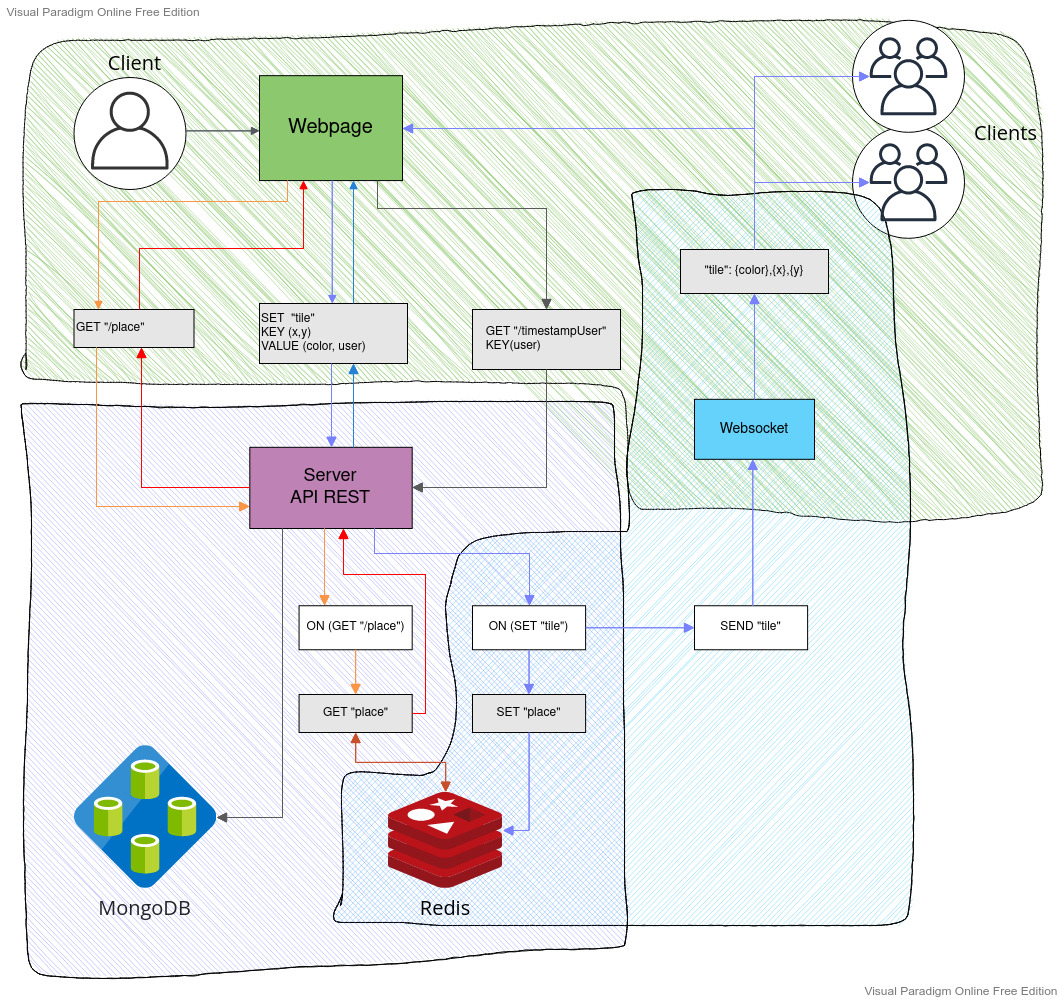 Visual Paradigm Online Free Edition
Client
Webpage
Clients
"tile": {color},{x},{y}
GET "/place"
SET "tile"
KEY (x,y)
VALUE (color, user)
GET "/timestampUser"
KEY(user)
Websocket
Server
API REST
ON (GET "/place")
ON (SET "tile")
SEND "tile"
GET "place"
SET "place"
MongoDB
Redis
Visual Paradigm Online Free Edition